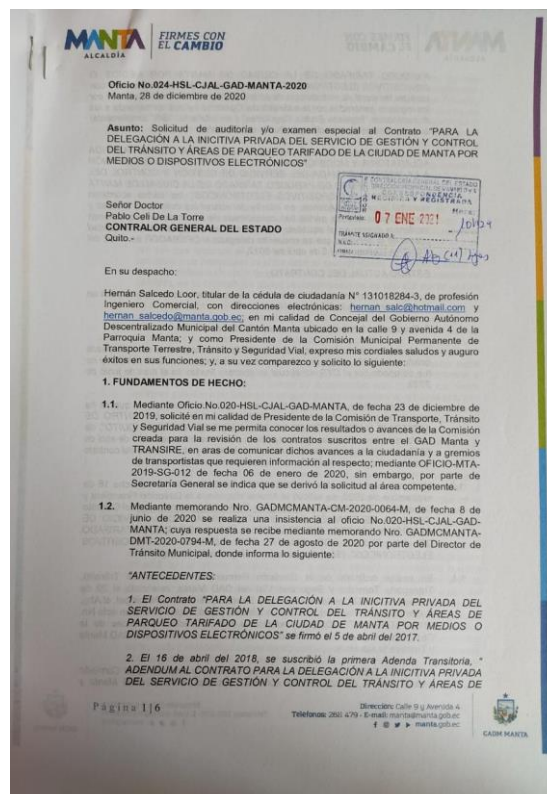 MANTA
ALCALDÍA
FIRMES CON
EL CAMBIO
Oficio No.024-HSL-CJAL-GAD-MANTA-2020
Manta, 28 de diciembre de 2020
Asunto: Solicitud de auditoría y/o examen especial al Contrato "PARA LA
DELEGACIÓN A LA INICITIVA PRIVADA DEL SERVICIO DE GESTIÓN Y CONTROL
DEL TRÁNSITO Y ÁREAS DE PARQUEO TARIFADO DE LA CIUDAD DE MANTA POR
MEDIOS O DISPOSITIVOS ELECTRÓNICOS"
CONTRALORÍA GENERAL DEL ESTADO
CORRESPONDENCIA
RECIBIDA Y REGISTRADA
07 ENE 2021
Señor Doctor
Pablo Celi De La Torre
CONTRALOR GENERAL DEL ESTADO
Quito.-
En su despacho:
Hernán Salcedo Loor, titular de la cédula de ciudadanía N° 131018284-3, de profesión
Ingeniero Comercial, con direcciones electrónicas: hernan_salc@hotmail.com y
hernan_salcedo@manta.gob.ec; en mi calidad de Concejal del Gobierno Autónomo
Descentralizado Municipal del Cantón Manta ubicado en la calle 9 y avenida 4 de la
Parroquia Manta; y como Presidente de la Comisión Municipal Permanente de
Transporte Terrestre, Tránsito y Seguridad Vial, expreso mis cordiales saludos y auguro
éxitos en sus funciones; y, a su vez comparezco y solicito lo siguiente:
1. FUNDAMENTOS DE HECHO:
1.1. Mediante Oficio.No.020-HSL-CJAL-GAD-MANTA, de fecha 23 de diciembre de
2019, solicité en mi calidad de Presidente de la Comisión de Transporte, Tránsito
y Seguridad Vial se me permita conocer los resultados o avances de la Comisión
creada para la revisión de los contratos suscritos entre el GAD Manta y
TRANSIRE, en aras de comunicar dichos avances a la ciudadanía y a gremios
de transportistas que requieren información al respecto; mediante OFICIO-MTA-
2019-SG-012 de fecha 06 de enero de 2020, sin embargo, por parte de
Secretaría General se indica que se derivó la solicitud al área competente.
1.2. Mediante memorando Nro. GADMCMANTA-CM-2020-0064-M, de fecha 8 de
junio de 2020 se realiza una insistencia al oficio No.020-HSL-CJAL-GAD-
MANTA; cuya respuesta se recibe mediante memorando Nro. GADMCMANTA-
DMT-2020-0794-M, de fecha 27 de agosto de 2020 por parte del Director de
Tránsito Municipal, donde informa lo siguiente:
"ANTECEDENTES:
1. El Contrato "PARA LA DELEGACIÓN A LA INICITIVA PRIVADA DEL
SERVICIO DE GESTIÓN Y CONTROL DEL TRÁNSITO Y ÁREAS DE
PARQUEO TARIFADO DE LA CIUDAD DE MANTA POR MEDIOS O
DISPOSITIVOS ELECTRÓNICOS" se firmó el 5 de abril del 2017.
2. El 16 de abril del 2018, se suscribió la primera Adenda Transitoria, "
ADENDUM AL CONTRATO PARA LA DELEGACIÓN A LA INICITIVA PRIVADA
DEL SERVICIO DE GESTIÓN Y CONTROL DEL TRÁNSITO Y ÁREAS DE
Página 1|6
Dirección: Calle 9 y Avenida 4
Teléfonos: 260 479 - E-mail: manta@manta.gob.ec
manta.gob.ec
GADM MANTA